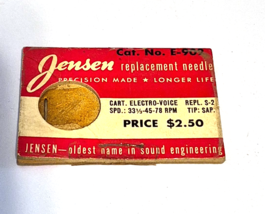 Cat. No. E-902
Jensen replacement needle
PRECISION MADE ★ LONGER LIFE
CART. ELECTRO-VOICE REPL. S-2
SPD.: 33⅓-45-78 RPM TIP: SAP.
PRICE $2.50
JENSEN—oldest name in sound engineering